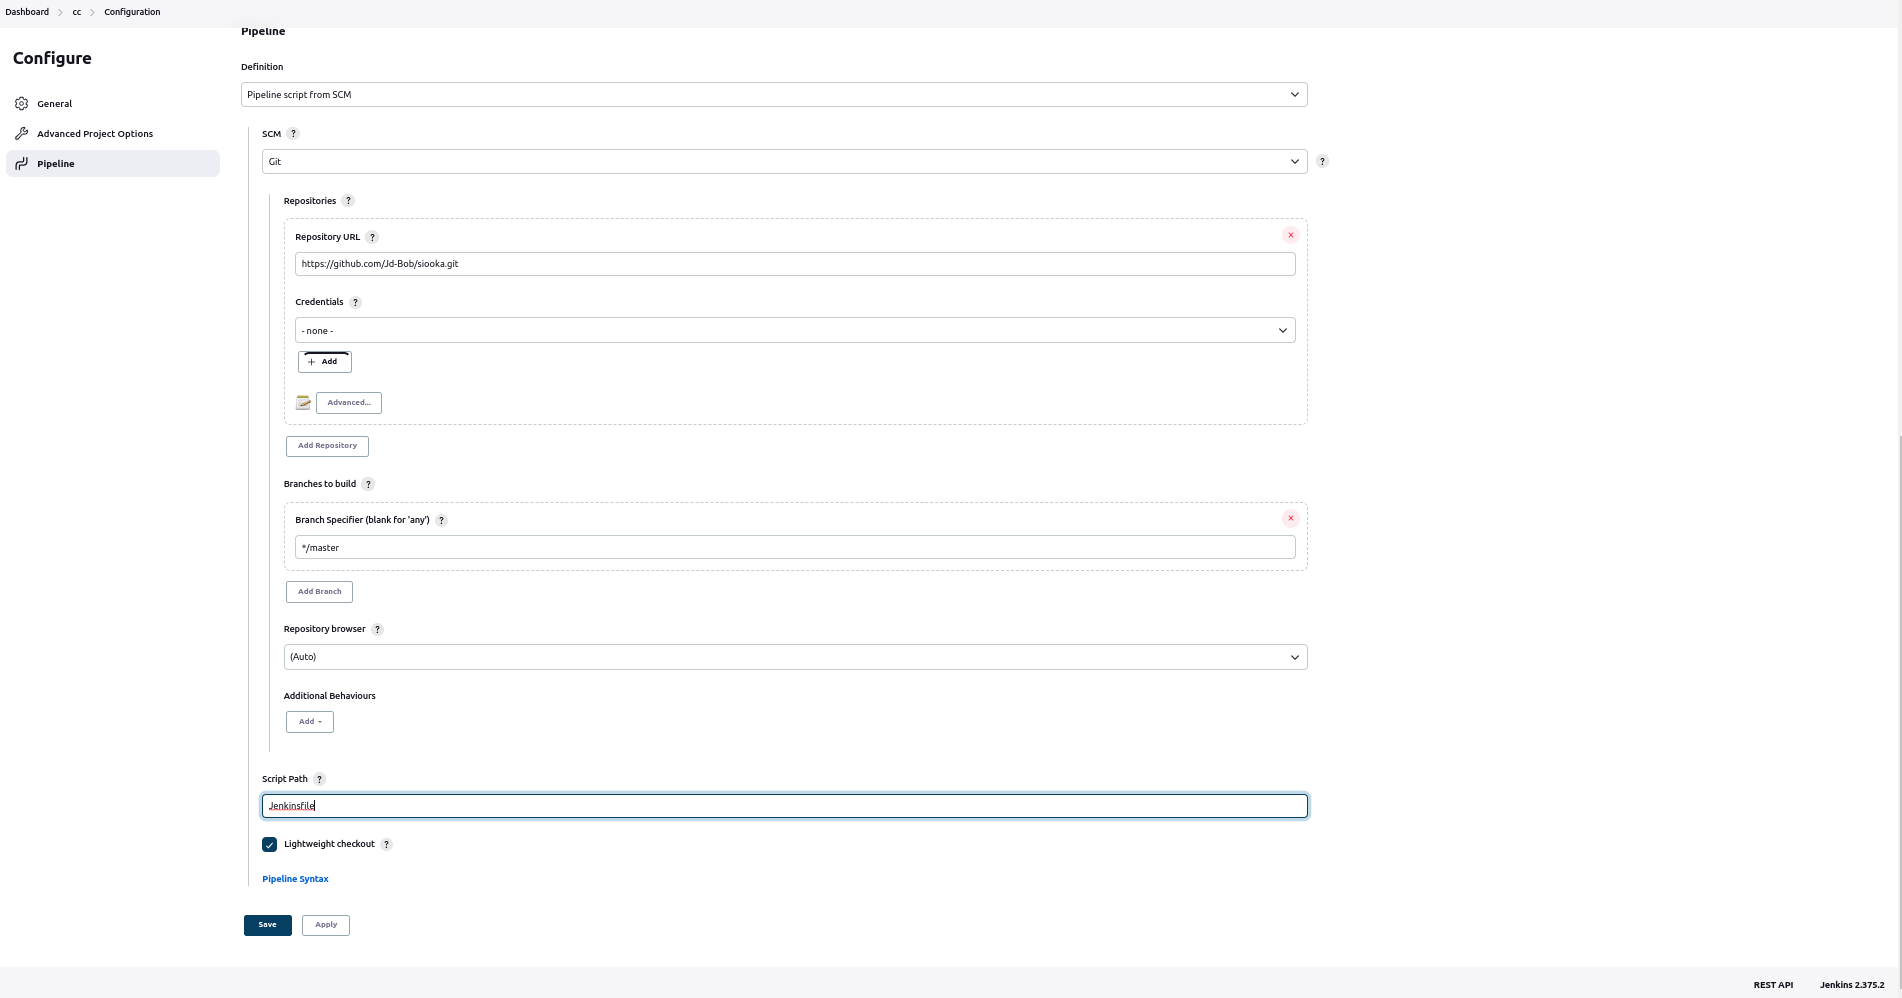 Dashboard > cc > Configuration
Configure
General
Advanced Project Options
Pipeline
Pipeline
Definition
Pipeline script from SCM
SCM ?
Git
?
Repositories ?
Repository URL ?
https://github.com/Jd-Bob/siooka.git
Credentials ?
- none -
+ Add
Advanced...
Add Repository
Branches to build ?
Branch Specifier (blank for 'any') ?
*/master
Add Branch
Repository browser ?
(Auto)
Additional Behaviours
Add
Script Path ?
Jenkinsfile
Lightweight checkout ?
Pipeline Syntax
Save Apply
REST API Jenkins 2.375.2